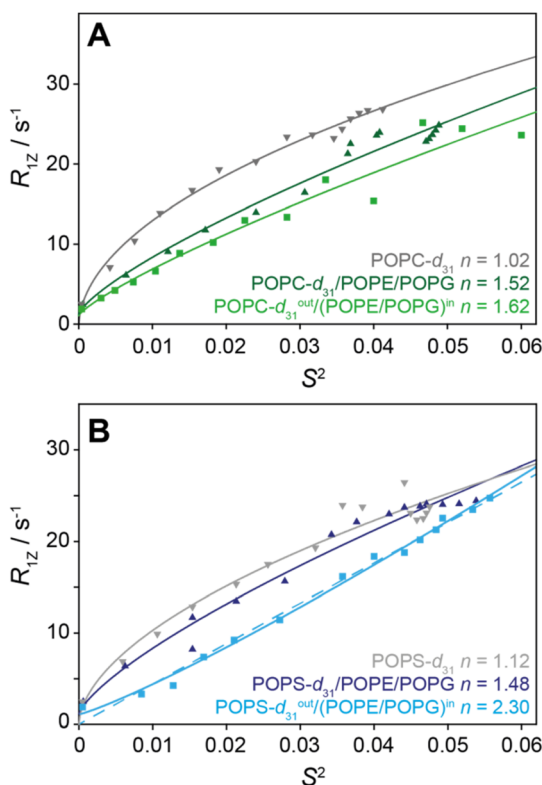 A
R₁Z / s⁻¹
30
20
10
0
POPC-d₃₁ n = 1.02
POPC-d₃₁/POPE/POPG n = 1.52
POPC-d₃₁ᵒᵘᵗ/(POPE/POPG)ⁱⁿ n = 1.62
0 0.01 0.02 0.03 0.04 0.05 0.06
S²
B
R₁Z / s⁻¹
30
20
10
0
POPS-d₃₁ n = 1.12
POPS-d₃₁/POPE/POPG n = 1.48
POPS-d₃₁ᵒᵘᵗ/(POPE/POPG)ⁱⁿ n = 2.30
0 0.01 0.02 0.03 0.04 0.05 0.06
S²